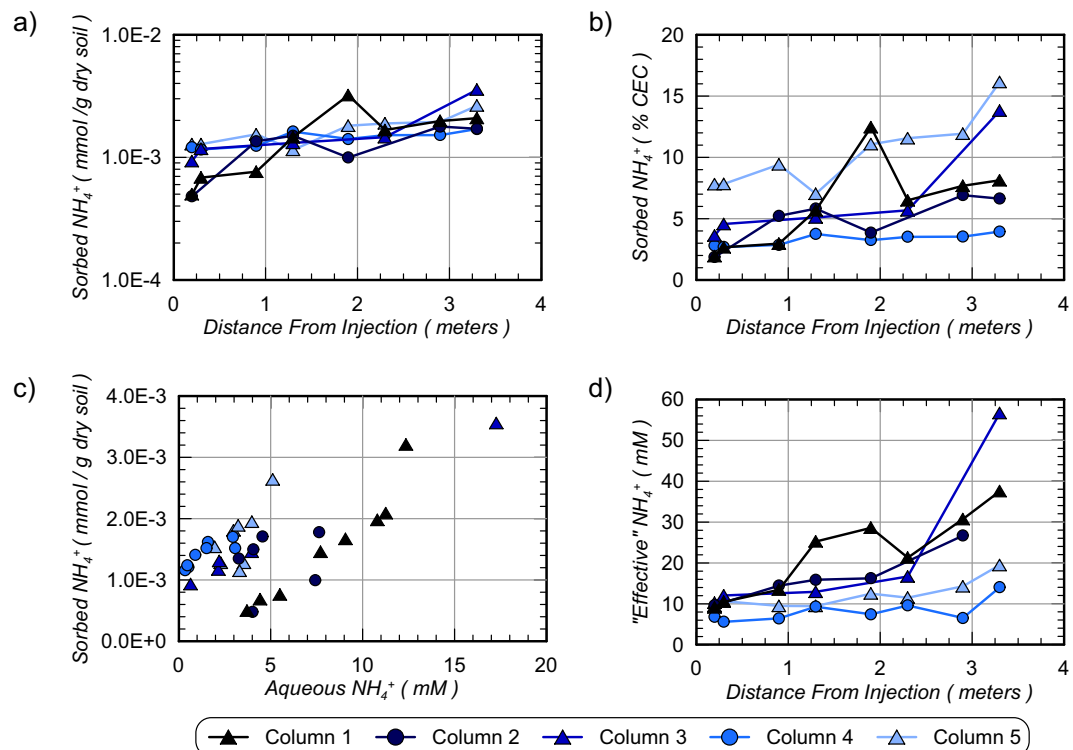 a)
Sorbed NH₄⁺ ( mmol /g dry soil )
1.0E-2
1.0E-3
1.0E-4
0 1 2 3 4
Distance From Injection ( meters )
b)
Sorbed NH₄⁺ ( % CEC )
20
15
10
5
0
0 1 2 3 4
Distance From Injection ( meters )
c)
Sorbed NH₄⁺ ( mmol / g dry soil )
4.0E-3
3.0E-3
2.0E-3
1.0E-3
0.0E+0
0 5 10 15 20
Aqueous NH₄⁺ ( mM )
d)
"Effective" NH₄⁺ ( mM )
60
50
40
30
20
10
0
0 1 2 3 4
Distance From Injection ( meters )
Column 1 Column 2 Column 3 Column 4 Column 5